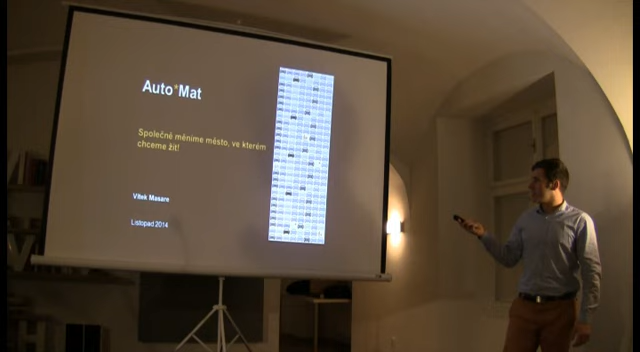 Auto*Mat
Společně měníme město, ve kterém
chceme žít!
Vítek Masare
Listopad 2014